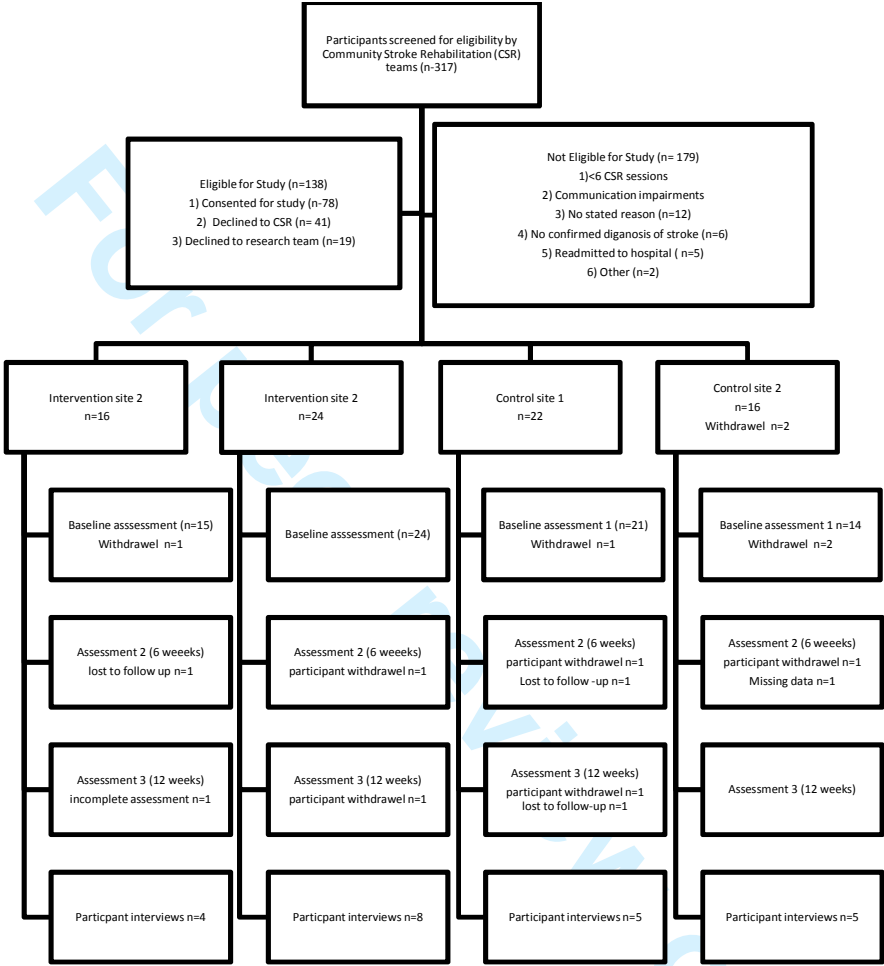 Participants screened for eligibility by
Community Stroke Rehabilitation (CSR)
teams (n-317)
Eligible for Study (n=138)
1) Consented for study (n-78)
2) Declined to CSR (n= 41)
3) Declined to research team (n=19)
Not Eligible for Study (n= 179)
1)<6 CSR sessions
2) Communication impairments
3) No stated reason (n=12)
4) No confirmed diganosis of stroke (n=6)
5) Readmitted to hospital ( n=5)
6) Other (n=2)
Intervention site 2
n=16
Intervention site 2
n=24
Control site 1
n=22
Control site 2
n=16
Withdrawel n=2
Baseline asssessment (n=15)
Withdrawel n=1
Baseline asssessment (n=24)
Baseline assessment 1 (n=21)
Withdrawel n=1
Baseline assessment 1 n=14
Withdrawel n=2
Assessment 2 (6 weeeks)
lost to follow up n=1
Assessment 2 (6 weeeks)
participant withdrawel n=1
Assessment 2 (6 weeeks)
participant withdrawel n=1
Lost to follow -up n=1
Assessment 2 (6 weeeks)
participant withdrawel n=1
Missing data n=1
Assessment 3 (12 weeks)
incomplete assessment n=1
Assessment 3 (12 weeks)
participant withdrawel n=1
Assessment 3 (12 weeks)
participant withdrawel n=1
lost to follow-up n=1
Assessment 3 (12 weeks)
Particpant interviews n=4
Particpant interviews n=8
Participant interviews n=5
Participant interviews n=5
For
review